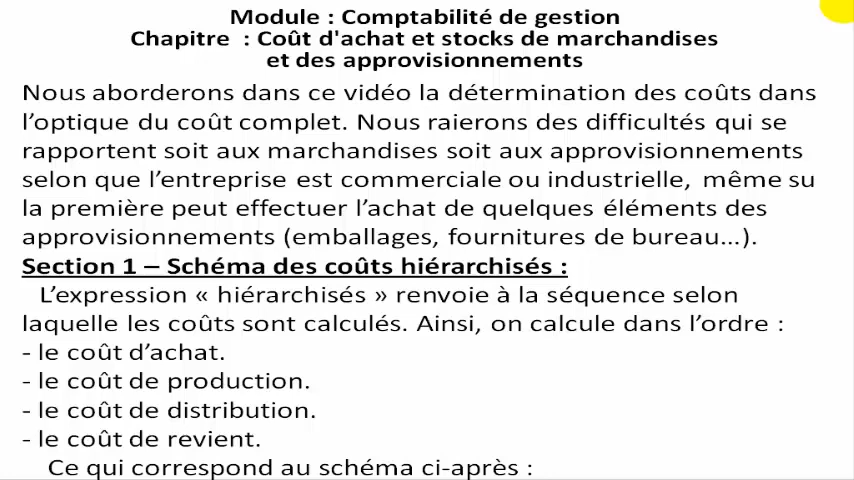 Module : Comptabilité de gestion
Chapitre : Coût d'achat et stocks de marchandises
et des approvisionnements
Nous aborderons dans ce vidéo la détermination des coûts dans
l’optique du coût complet. Nous raierons des difficultés qui se
rapportent soit aux marchandises soit aux approvisionnements
selon que l’entreprise est commerciale ou industrielle, même su
la première peut effectuer l’achat de quelques éléments des
approvisionnements (emballages, fournitures de bureau...).
Section 1 – Schéma des coûts hiérarchisés :
L’expression « hiérarchisés » renvoie à la séquence selon
laquelle les coûts sont calculés. Ainsi, on calcule dans l’ordre :
- le coût d’achat.
- le coût de production.
- le coût de distribution.
- le coût de revient.
Ce qui correspond au schéma ci-après :